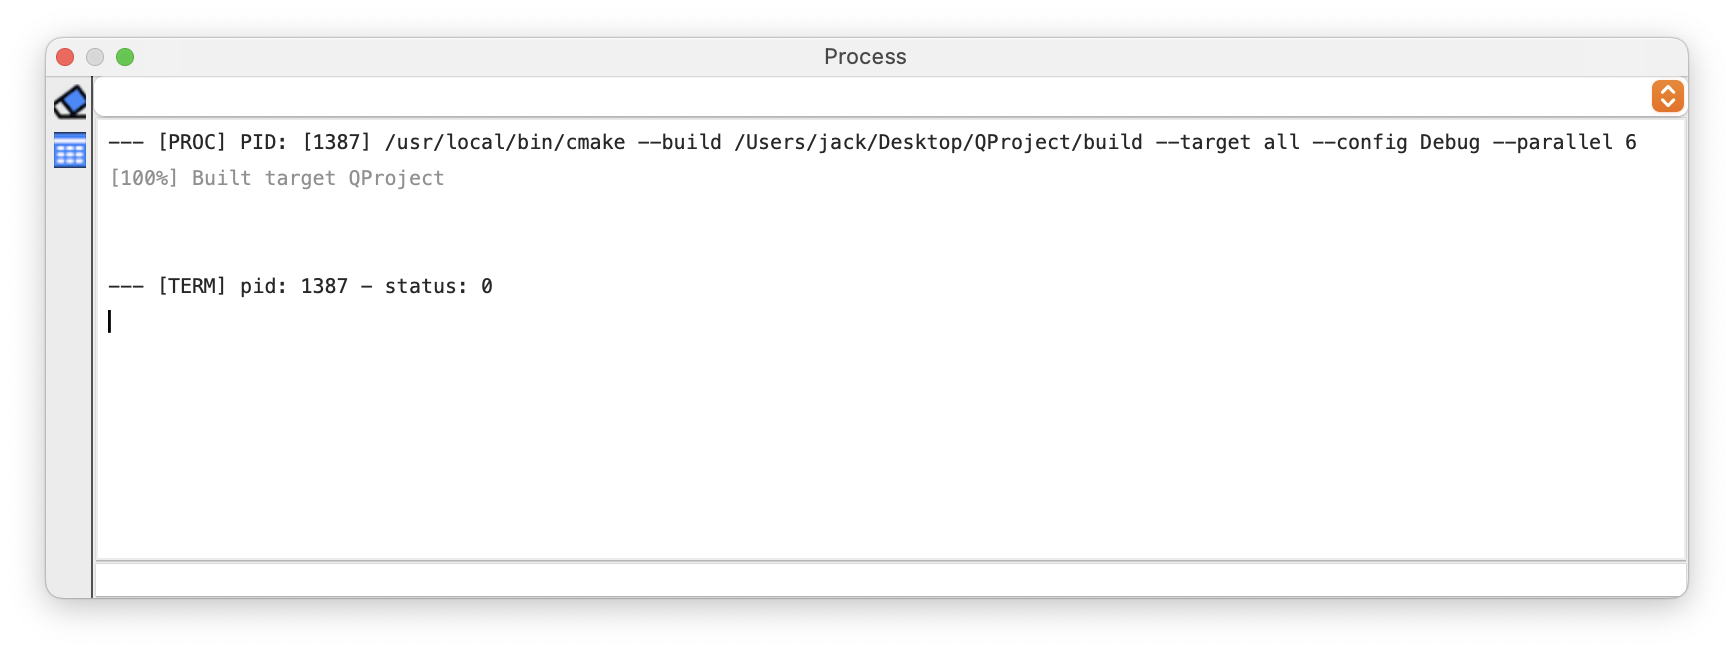 Process
--- [PROC] PID: [1387] /usr/local/bin/cmake --build /Users/jack/Desktop/QProject/build --target all --config Debug --parallel 6
[100%] Built target QProject
--- [TERM] pid: 1387 - status: 0